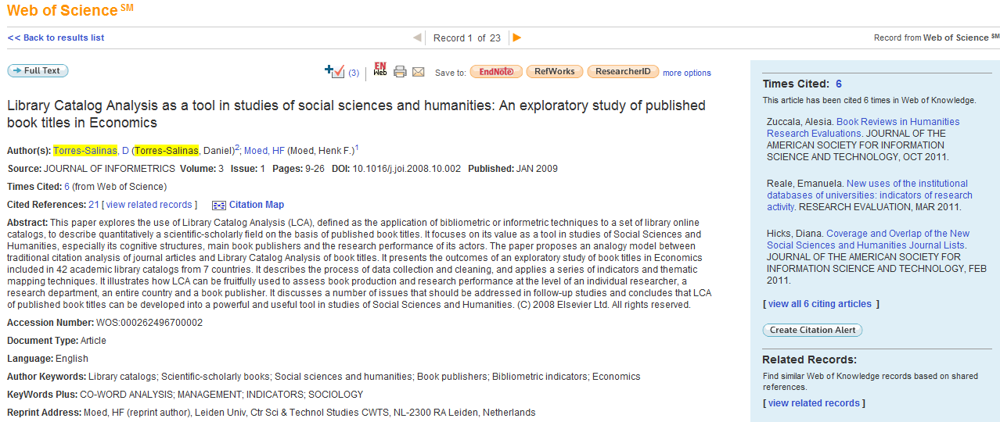 Web of Science SM
<< Back to results list
Record 1 of 23
Record from Web of Science SM
Full Text
(3)
EN Web
Save to:
EndNote
RefWorks
ResearcherID
more options
Library Catalog Analysis as a tool in studies of social sciences and humanities: An exploratory study of published
book titles in Economics
Author(s): Torres-Salinas, D (Torres-Salinas, Daniel)2; Moed, HF (Moed, Henk F.)1
Source: JOURNAL OF INFORMETRICS Volume: 3 Issue: 1 Pages: 9-26 DOI: 10.1016/j.joi.2008.10.002 Published: JAN 2009
Times Cited: 6 (from Web of Science)
Cited References: 21 [ view related records ] Citation Map
Abstract: This paper explores the use of Library Catalog Analysis (LCA), defined as the application of bibliometric or informetric techniques to a set of library online
catalogs, to describe quantitatively a scientific-scholarly field on the basis of published book titles. It focuses on its value as a tool in studies of Social Sciences and
Humanities, especially its cognitive structures, main book publishers and the research performance of its actors. The paper proposes an analogy model between
traditional citation analysis of journal articles and Library Catalog Analysis of book titles. It presents the outcomes of an exploratory study of book titles in Economics
included in 42 academic library catalogs from 7 countries. It describes the process of data collection and cleaning, and applies a series of indicators and thematic
mapping techniques. It illustrates how LCA can be fruitfully used to assess book production and research performance at the level of an individual researcher, a
research department, an entire country and a book publisher. It discusses a number of issues that should be addressed in follow-up studies and concludes that LCA
of published book titles can be developed into a powerful and useful tool in studies of Social Sciences and Humanities. (C) 2008 Elsevier Ltd. All rights reserved.
Accession Number: WOS:000262496700002
Document Type: Article
Language: English
Author Keywords: Library catalogs; Scientific-scholarly books; Social sciences and humanities; Book publishers; Bibliometric indicators; Economics
KeyWords Plus: CO-WORD ANALYSIS; MANAGEMENT; INDICATORS; SOCIOLOGY
Reprint Address: Moed, HF (reprint author), Leiden Univ, Ctr Sci & Technol Studies CWTS, NL-2300 RA Leiden, Netherlands
Times Cited: 6
This article has been cited 6 times in Web of Knowledge.
Zuccala, Alesia. Book Reviews in Humanities
Research Evaluations. JOURNAL OF THE
AMERICAN SOCIETY FOR INFORMATION
SCIENCE AND TECHNOLOGY, OCT 2011.
Reale, Emanuela. New uses of the institutional
databases of universities: indicators of research
activity. RESEARCH EVALUATION, MAR 2011.
Hicks, Diana. Coverage and Overlap of the New
Social Sciences and Humanities Journal Lists.
JOURNAL OF THE AMERICAN SOCIETY FOR
INFORMATION SCIENCE AND TECHNOLOGY, FEB
2011.
[ view all 6 citing articles ]
Create Citation Alert
Related Records:
Find similar Web of Knowledge records based on shared
references.
[ view related records ]